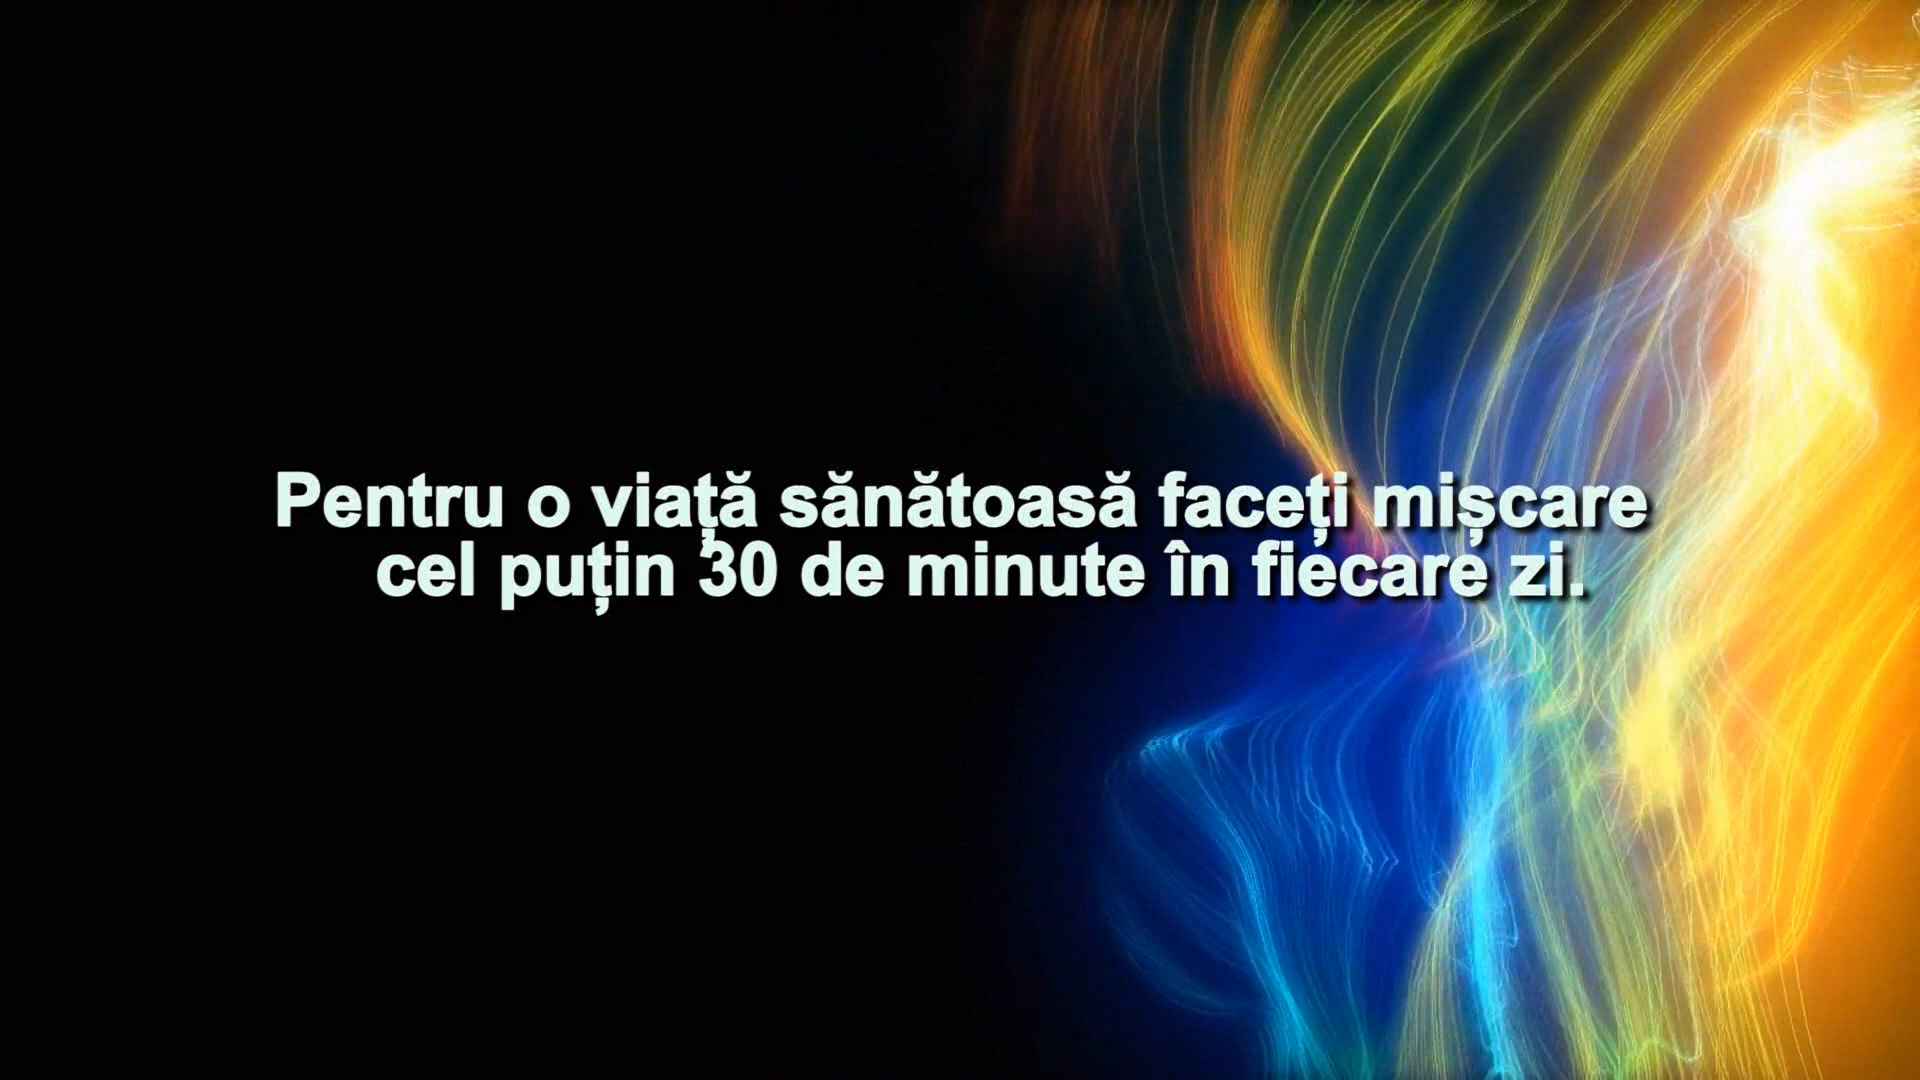 Pentru o viață sănătoasă faceți mișcare
cel puțin 30 de minute în fiecare zi.